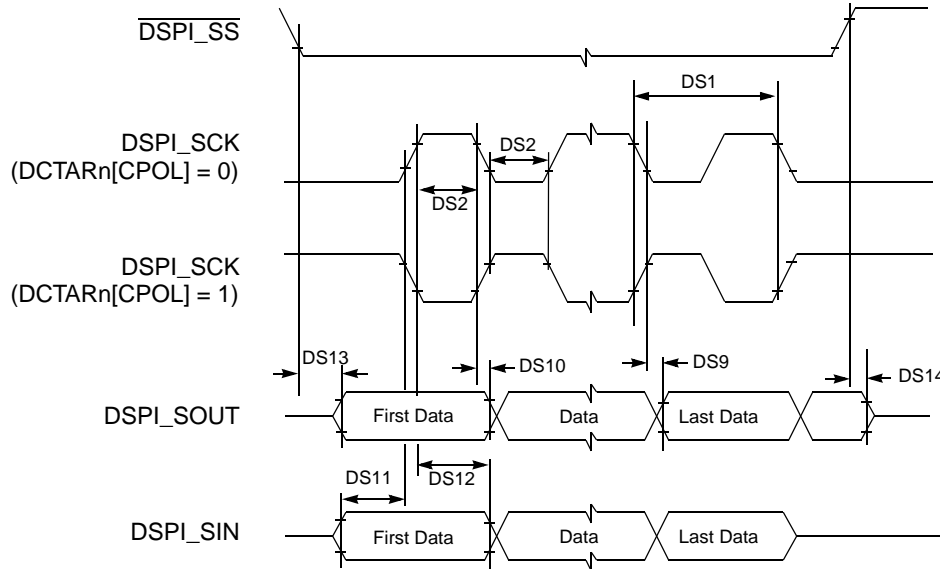 DSPI_SS
DS1
DSPI_SCK
(DCTARn[CPOL] = 0)
DS2
DS2
DSPI_SCK
(DCTARn[CPOL] = 1)
DS13
DS10
DS9
DS14
DSPI_SOUT
First Data
Data
Last Data
DS11
DS12
DSPI_SIN
First Data
Data
Last Data